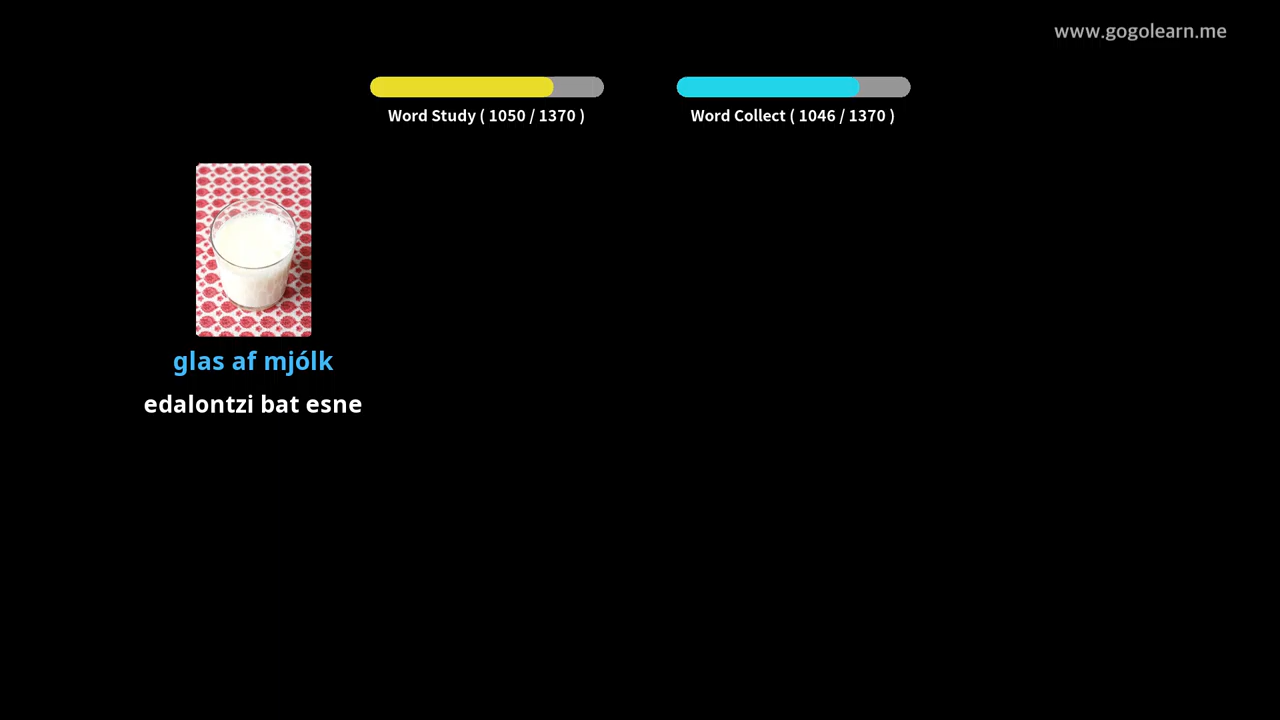 www.gogolearn.me
Word Study ( 1050 / 1370 )
Word Collect ( 1046 / 1370 )
glas af mjólk
edalontzi bat esne